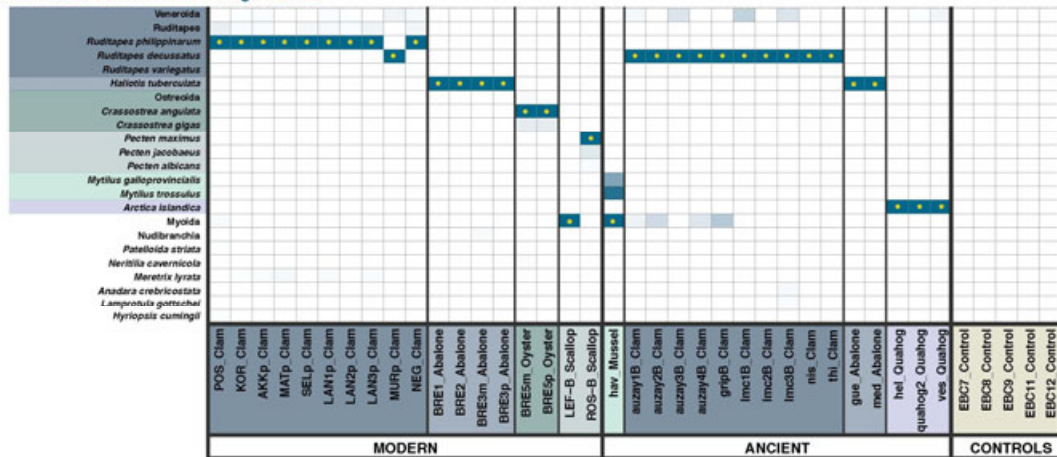 Veneroida
Ruditapes
Ruditapes philippinarum
Ruditapes decussatus
Ruditapes variegatus
Haliotis tuberculata
Ostreoida
Crassostrea angulata
Crassostrea gigas
Pecten maximus
Pecten jacobaeus
Pecten albicans
Mytilus galloprovincialis
Mytilus trossulus
Arctica islandica
Myoida
Nudibranchia
Patelloida striata
Neritilia cavernicola
Meretrix lyrata
Anadara crebricostata
Lamprotula gottschei
Hyriopsis cumingii
POS_Clam
KOR_Clam
AKKp_Clam
MATp_Clam
SELp_Clam
LAN1p_Clam
LAN2p_Clam
LAN3p_Clam
MURp_Clam
NEG_Clam
BRE1_Abalone
BRE2_Abalone
BRE3m_Abalone
BRE3p_Abalone
BRE5m_Oyster
BRE5p_Oyster
LEF-B_Scallop
ROS-B_Scallop
hav_Mussel
auzay1B_Clam
auzay2B_Clam
auzay3B_Clam
auzay4B_Clam
gripB_Clam
lmc1B_Clam
lmc2B_Clam
lmc3B_Clam
nis_Clam
thi_Clam
gue_Abalone
med_Abalone
hel_Quahog
quahog2_Quahog
ves_Quahog
EBC7_Control
EBC8_Control
EBC9_Control
EBC11_Control
EBC12_Control
MODERN
ANCIENT
CONTROLS